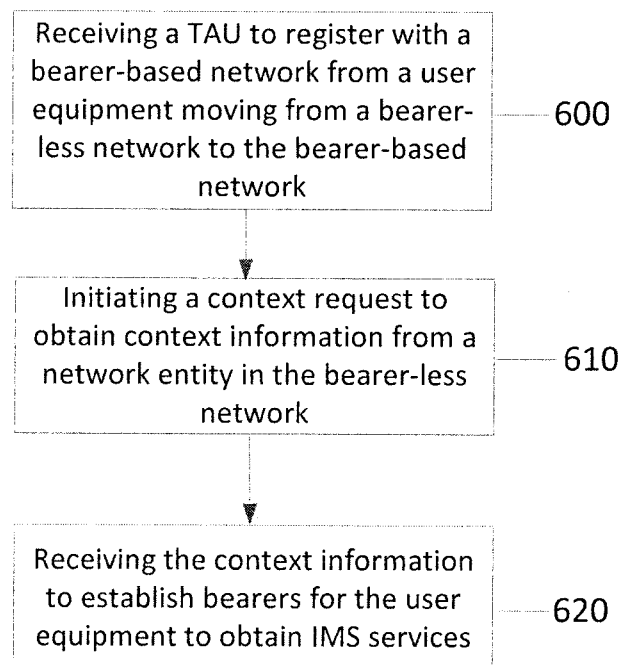 Receiving a TAU to register with a
bearer-based network from a user
equipment moving from a bearer-
less network to the bearer-based
network
600
Initiating a context request to
obtain context information from a
network entity in the bearer-less
network
610
Receiving the context information
to establish bearers for the user
equipment to obtain IMS services
620